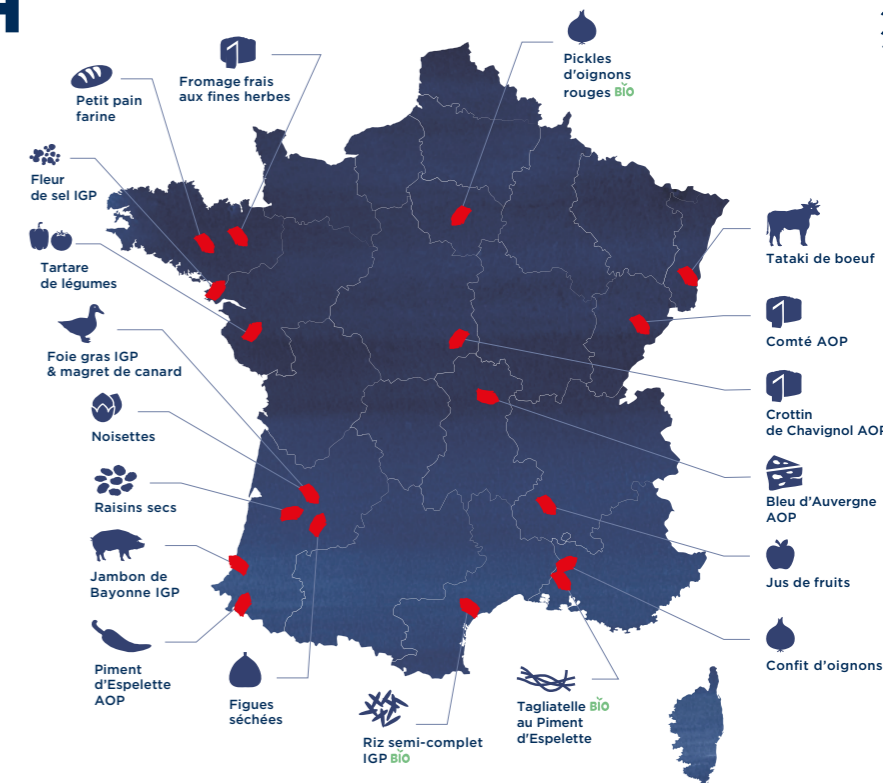 H
Pickles
d'oignons
rouges BIO
Fromage frais
aux fines herbes
Petit pain
farine
Fleur
de sel IGP
Tartare
de légumes
Foie gras IGP
& magret de canard
Noisettes
Raisins secs
Jambon de
Bayonne IGP
Piment
d'Espelette
AOP
Figues
séchées
Riz semi-complet
IGP BIO
Tagliatelle BIO
au Piment
d'Espelette
Tataki de boeuf
Comté AOP
Crottin
de Chavignol AOP
Bleu d'Auvergne
AOP
Jus de fruits
Confit d'oignons